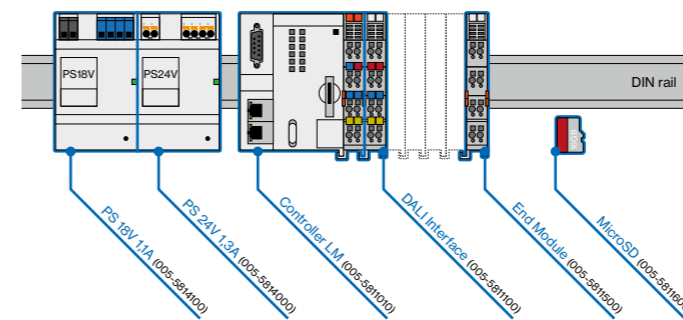 PS18V
PS24V
DIN rail
PS 18V 1,1A (005-5814100)
PS 24V 1,3A (005-5814000)
Controller LM (005-5811010)
DALI Interface (005-5811100)
End Module (005-5811500)
MicroSD